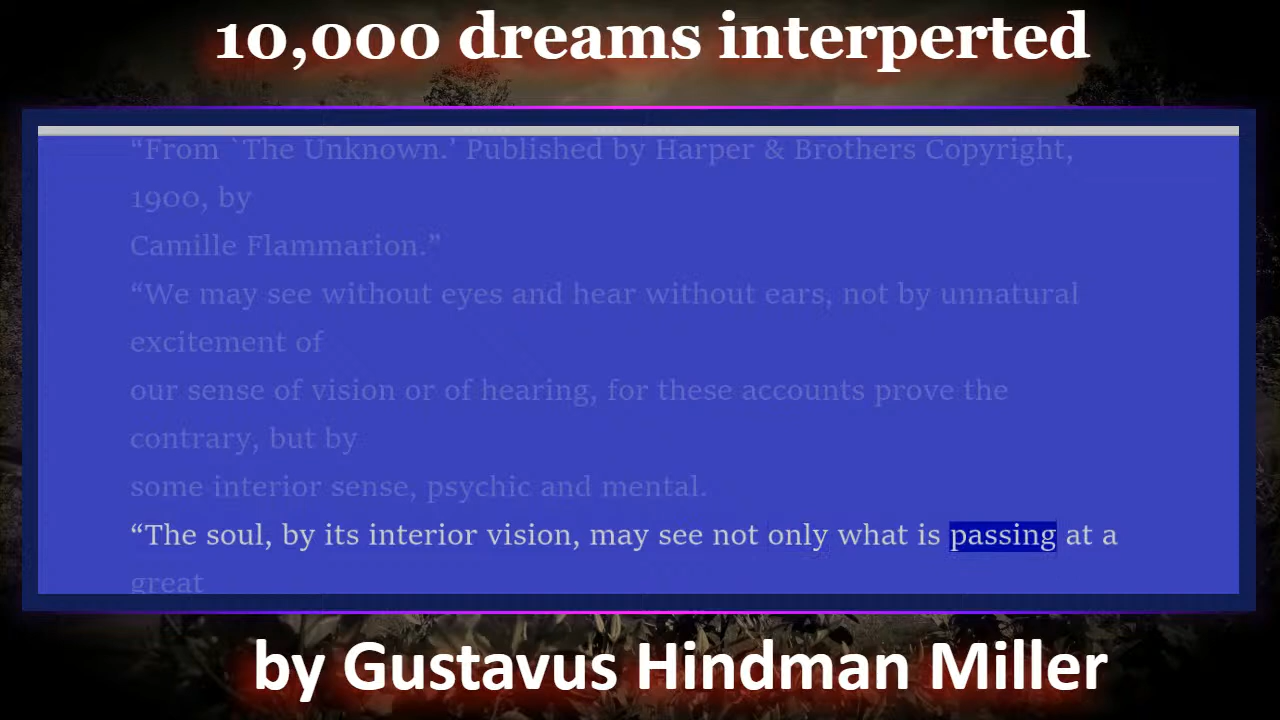 10,000 dreams interperted
“From `The Unknown.’ Published by Harper & Brothers Copyright,
1900, by
Camille Flammarion.”
“We may see without eyes and hear without ears, not by unnatural
excitement of
our sense of vision or of hearing, for these accounts prove the
contrary, but by
some interior sense, psychic and mental.
“The soul, by its interior vision, may see not only what is passing at a
great
by Gustavus Hindman Miller